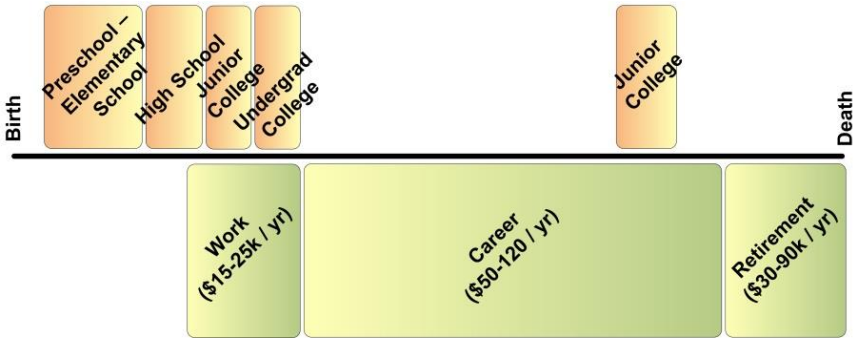 Birth
Preschool –
Elementary
School
High School
Junior
College
Undergrad
College
Junior
College
Death
Work
($15-25k / yr)
Career
($50-120 / yr)
Retirement
($30-90k / yr)